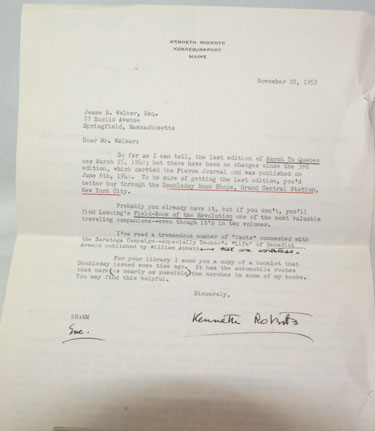 KENNETH ROBERTS
KENNEBUNKPORT
MAINE
November 22, 1952
James K. Walker, Esq.
27 Euclid Avenue
Springfield, Massachusetts
Dear Mr. Walker:
So far as I can tell, the last edition of March To Quebec
was March 25, 1942; but there have been no changes since the 3rd
edition, which carried the Pierce Journal and was published on
June 6th, 1940. To be sure of getting the last edition, you'd
better buy through the Doubleday Book Shops, Grand Central Station,
New York City.
Probably you already have it, but if you don't, you'll
find Lossing's Field-Book of the Revolution one of the most valuable
traveling companions--even though it's in two volumes.
I've read a tremendous number of "facts" connected with
the Saratoga Campaign--especially Decker's "Life" of Benedict
Arnold published by William Abbatt, that are worthless.
For your library I send you a copy of a booklet that
Doubleday issued some time ago. It has the automobile routes
that work (as nearly as possible) the marches in some of my books.
You may find this helpful.
Sincerely,
Kenneth Roberts
KR:MM
Enc.